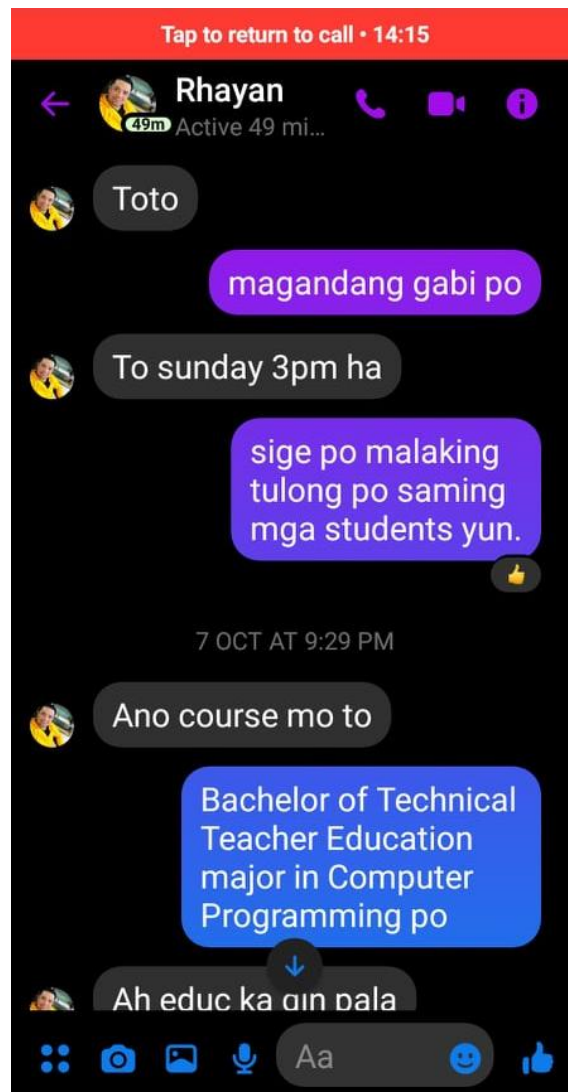 Tap to return to call • 14:15
Rhayan
49m
Active 49 mi...
Toto
magandang gabi po
To sunday 3pm ha
sige po malaking
tulong po saming
mga students yun.
7 OCT AT 9:29 PM
Ano course mo to
Bachelor of Technical
Teacher Education
major in Computer
Programming po
Ah educ ka din pala
Aa